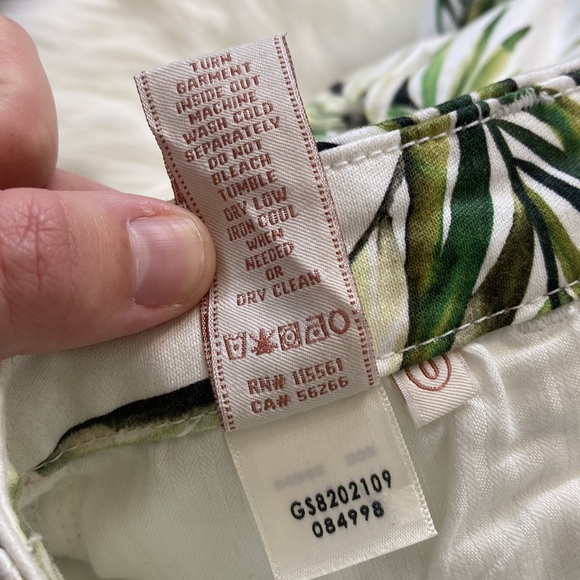 TURN
GARMENT
INSIDE OUT
MACHINE
WASH COLD
SEPARATELY
DO NOT
BLEACH
TUMBLE
DRY LOW
IRON COOL
WHEN
NEEDED
OR
DRY CLEAN
RN# 115561
CA# 56266
GS8202109
084998